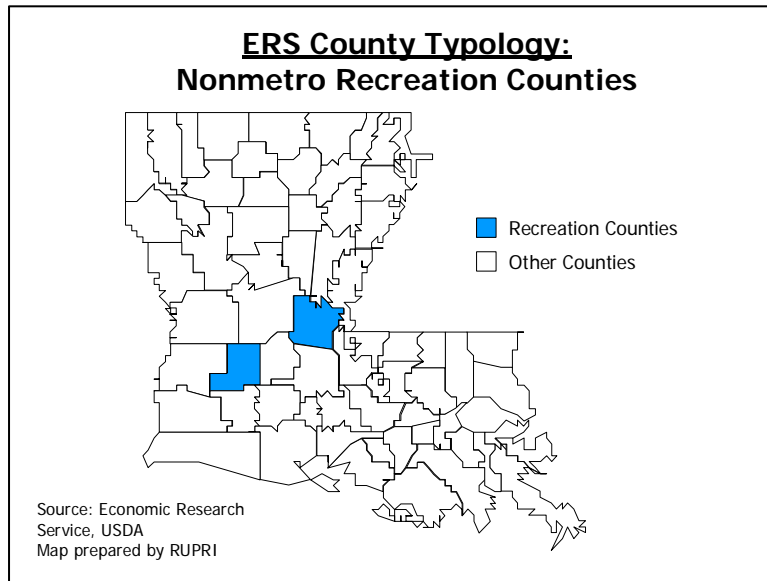 ERS County Typology:
Nonmetro Recreation Counties
Recreation Counties
Other Counties
Source: Economic Research
Service, USDA
Map prepared by RUPRI